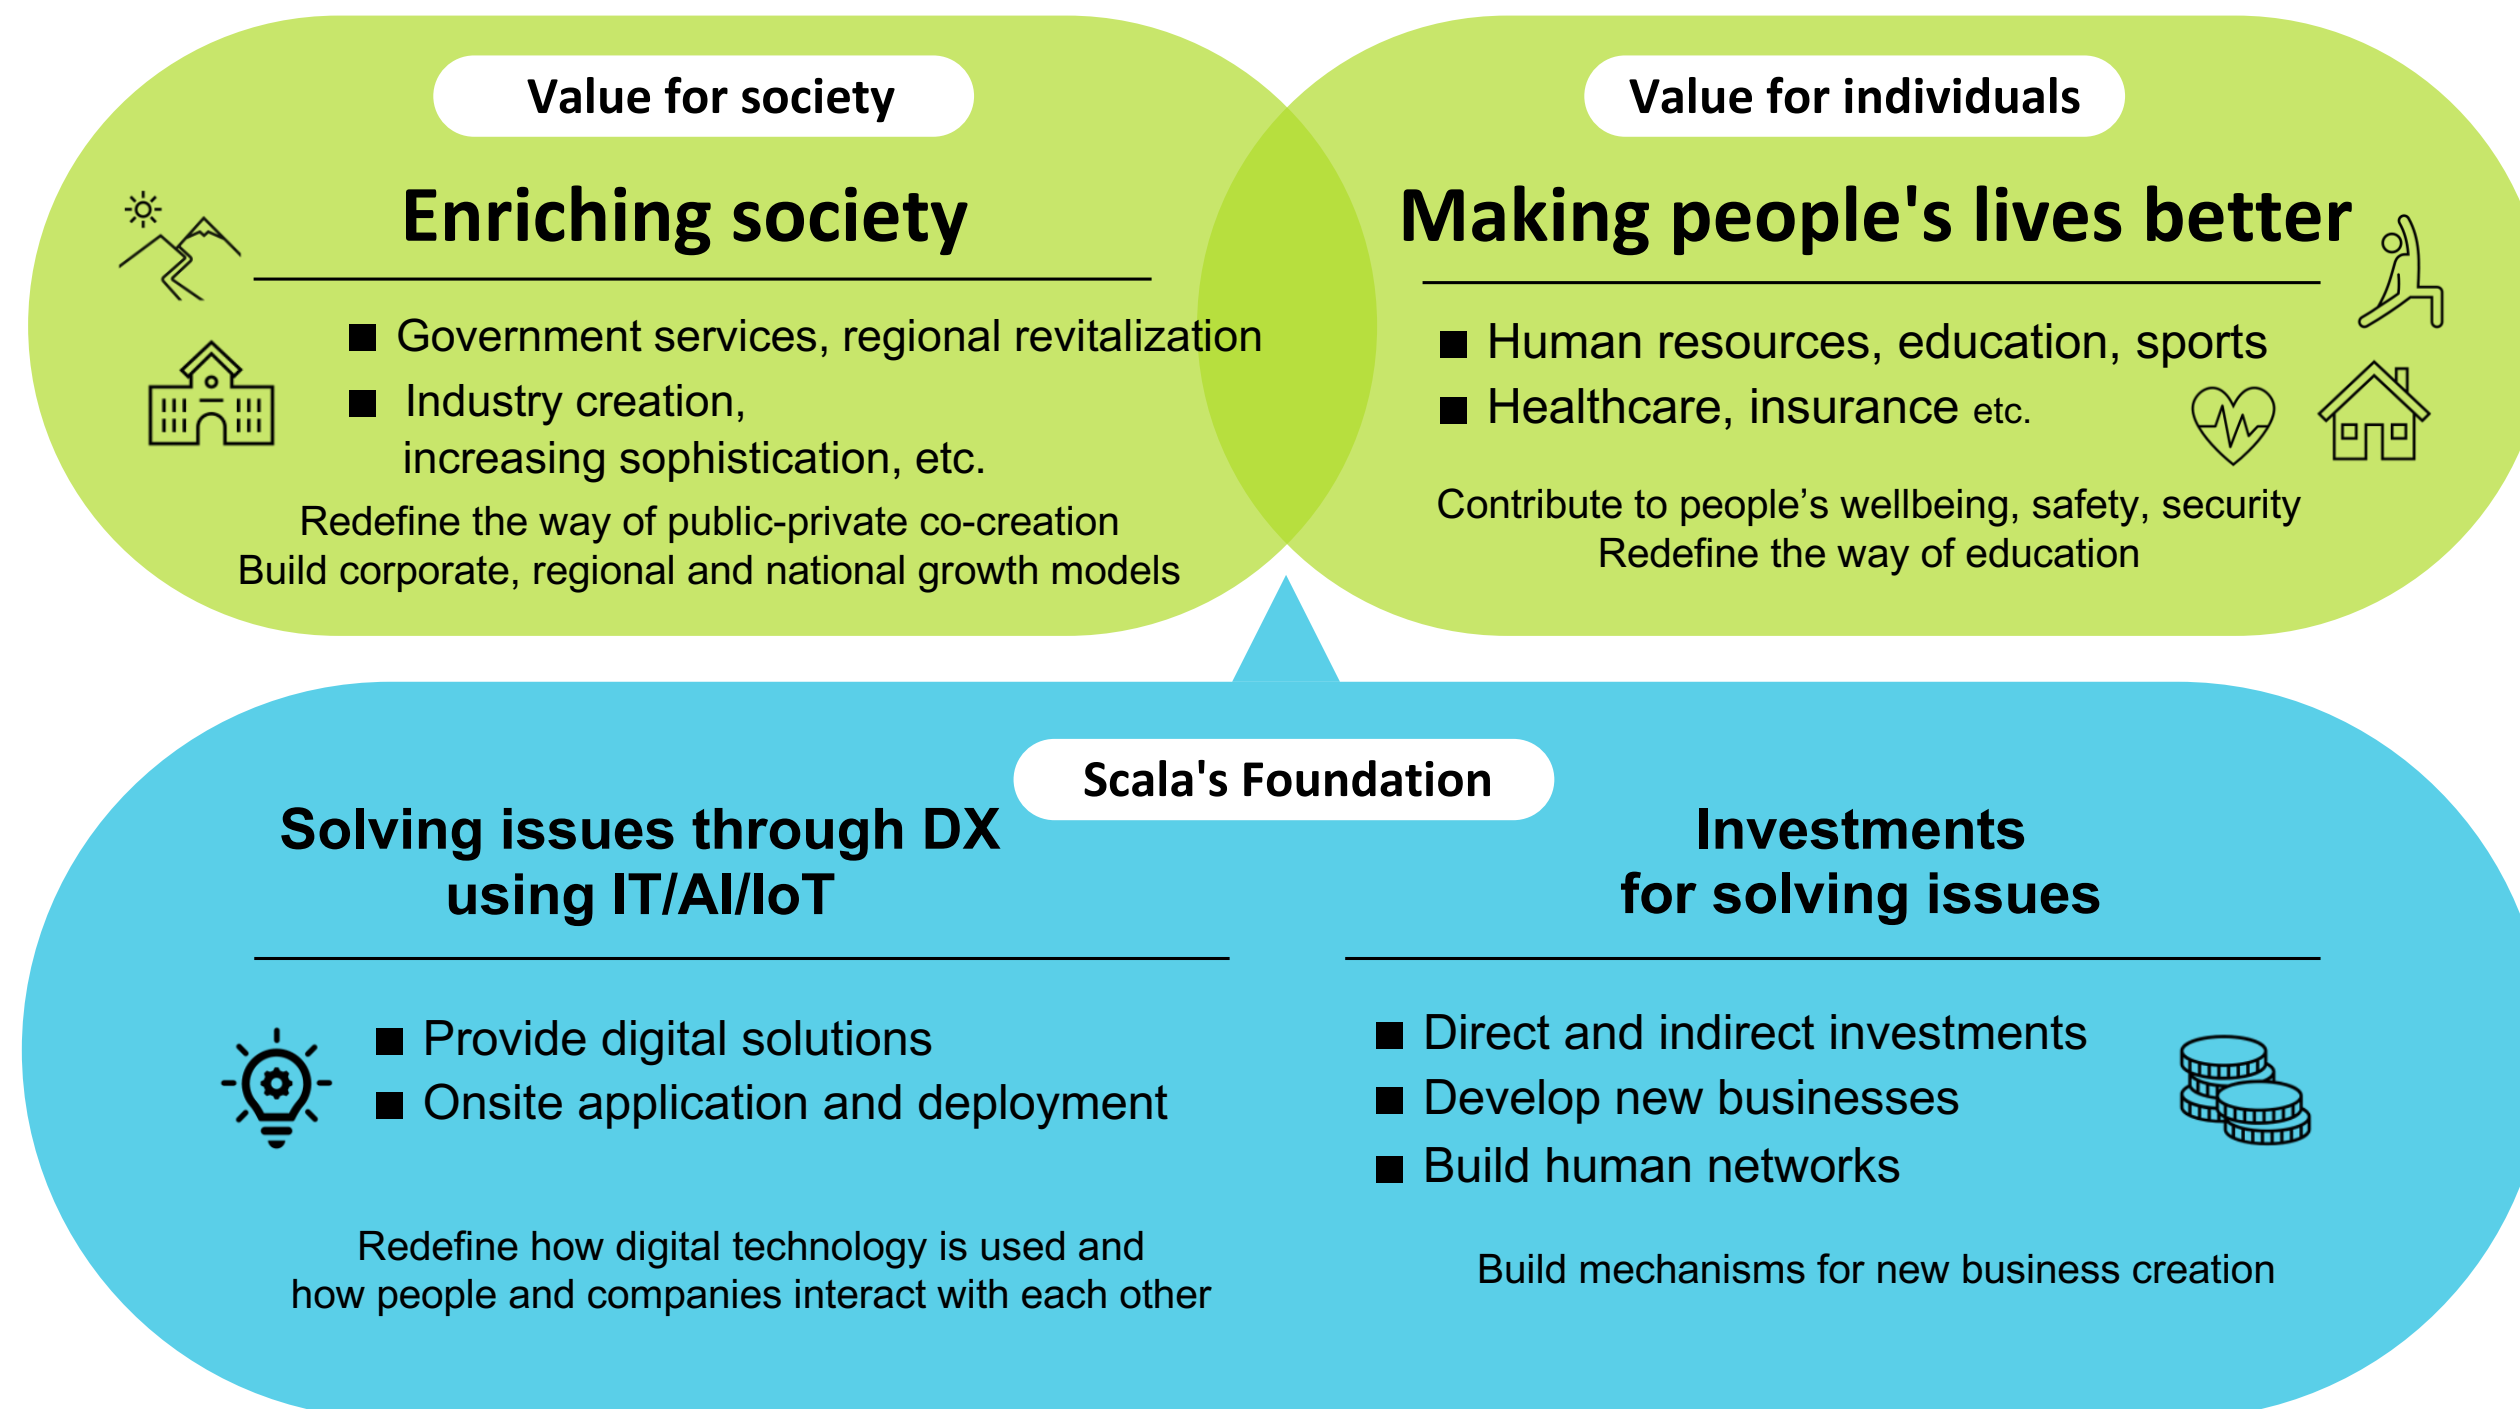 Value for society
Enriching society
■ Government services, regional revitalization
■ Industry creation,
increasing sophistication, etc.
Redefine the way of public-private co-creation
Build corporate, regional and national growth models
Value for individuals
Making people's lives better
■ Human resources, education, sports
■ Healthcare, insurance etc.
Contribute to people’s wellbeing, safety, security
Redefine the way of education
Scala's Foundation
Solving issues through DX
using IT/AI/IoT
■ Provide digital solutions
■ Onsite application and deployment
Redefine how digital technology is used and
how people and companies interact with each other
Investments
for solving issues
■ Direct and indirect investments
■ Develop new businesses
■ Build human networks
Build mechanisms for new business creation